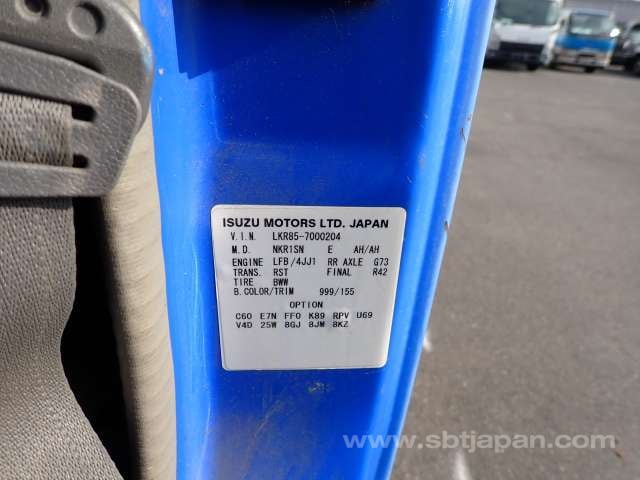 ISUZU MOTORS LTD. JAPAN
V.I.N. LKR85-7000204
M.D. NKR1SN E AH/AH
ENGINE LFB/4JJ1 RR AXLE G73
TRANS. RST FINAL R42
TIRE BWW
B.COLOR/TRIM 999/155
OPTION
C60 E7N FF0 K89 RPV U69
V4D 25W 8GJ 8JM 8KZ
www.sbtjapan.com